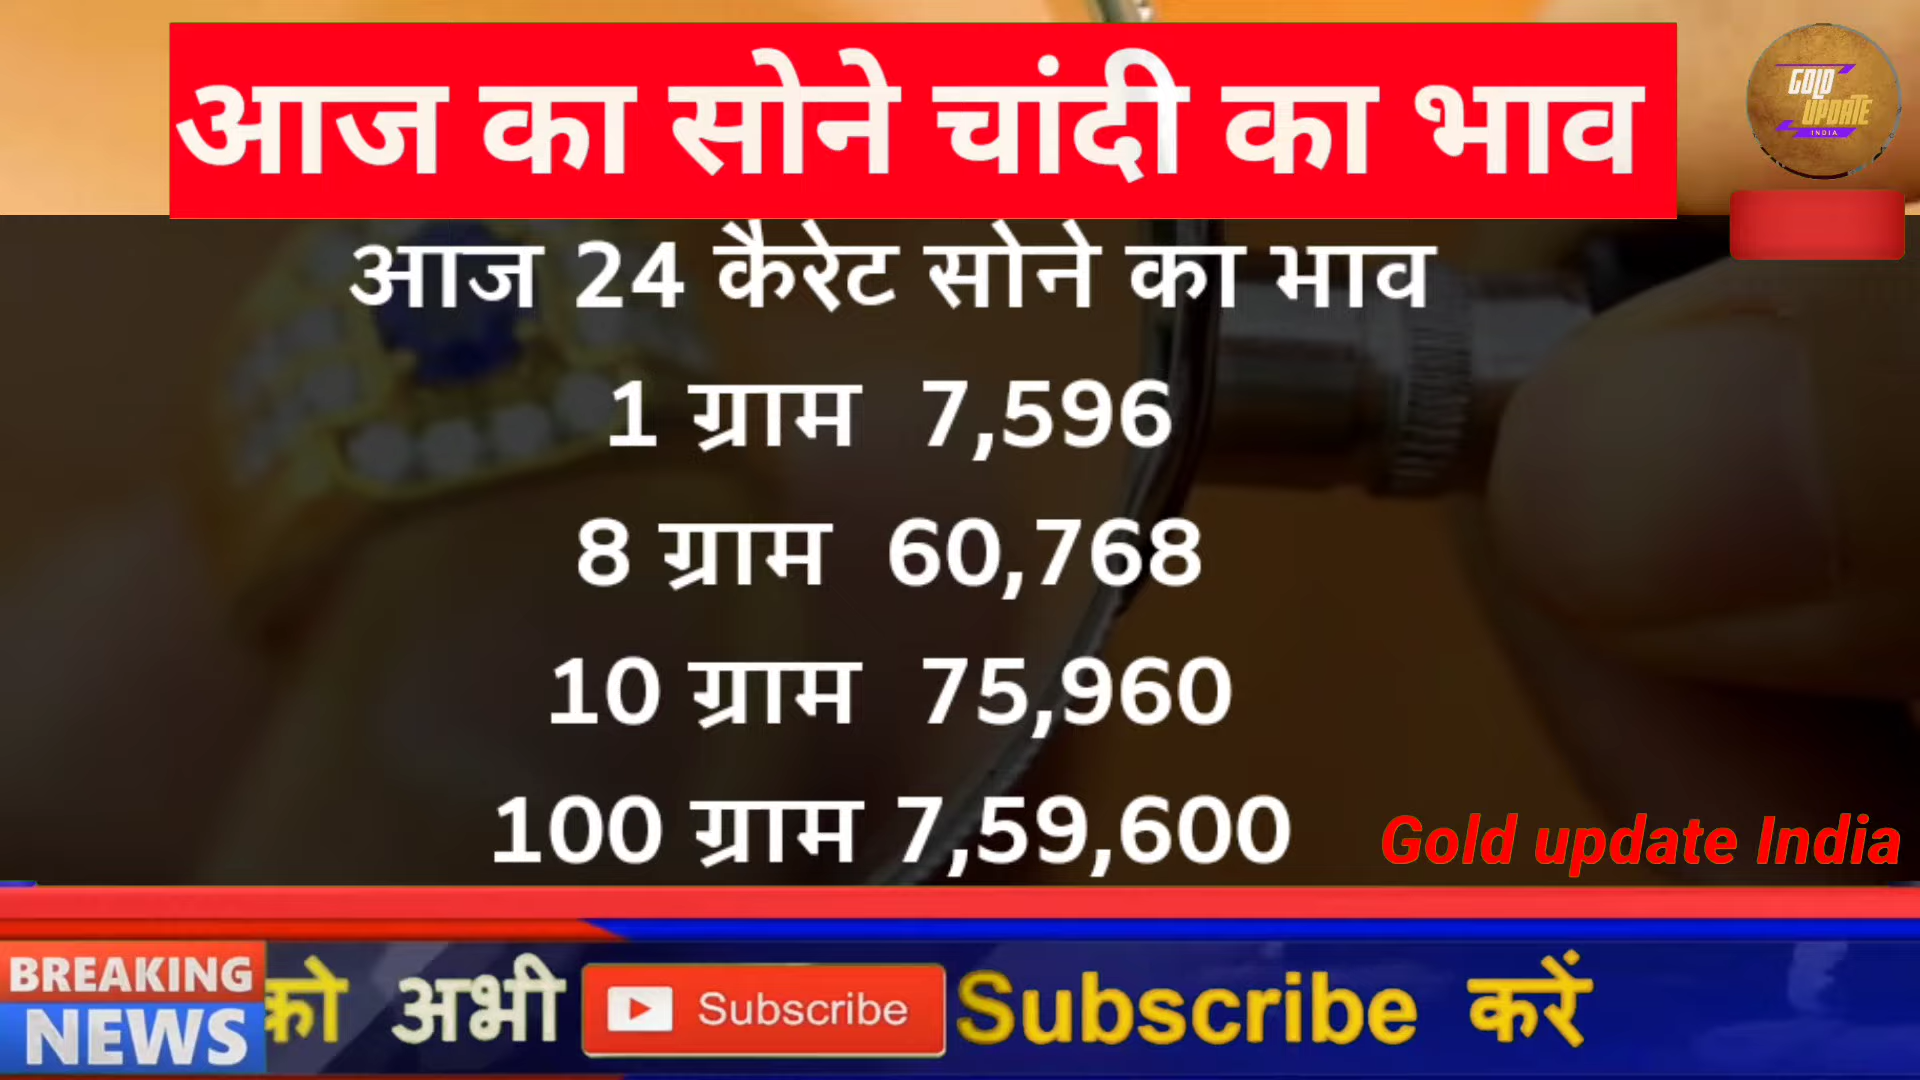 आज का सोने चांदी का भाव
GOLD
UPDATE
INDIA
आज 24 कैरेट सोने का भाव
1 ग्राम 7,596
8 ग्राम 60,768
10 ग्राम 75,960
100 ग्राम 7,59,600
Gold update India
BREAKING
NEWS
को अभी Subscribe Subscribe करें